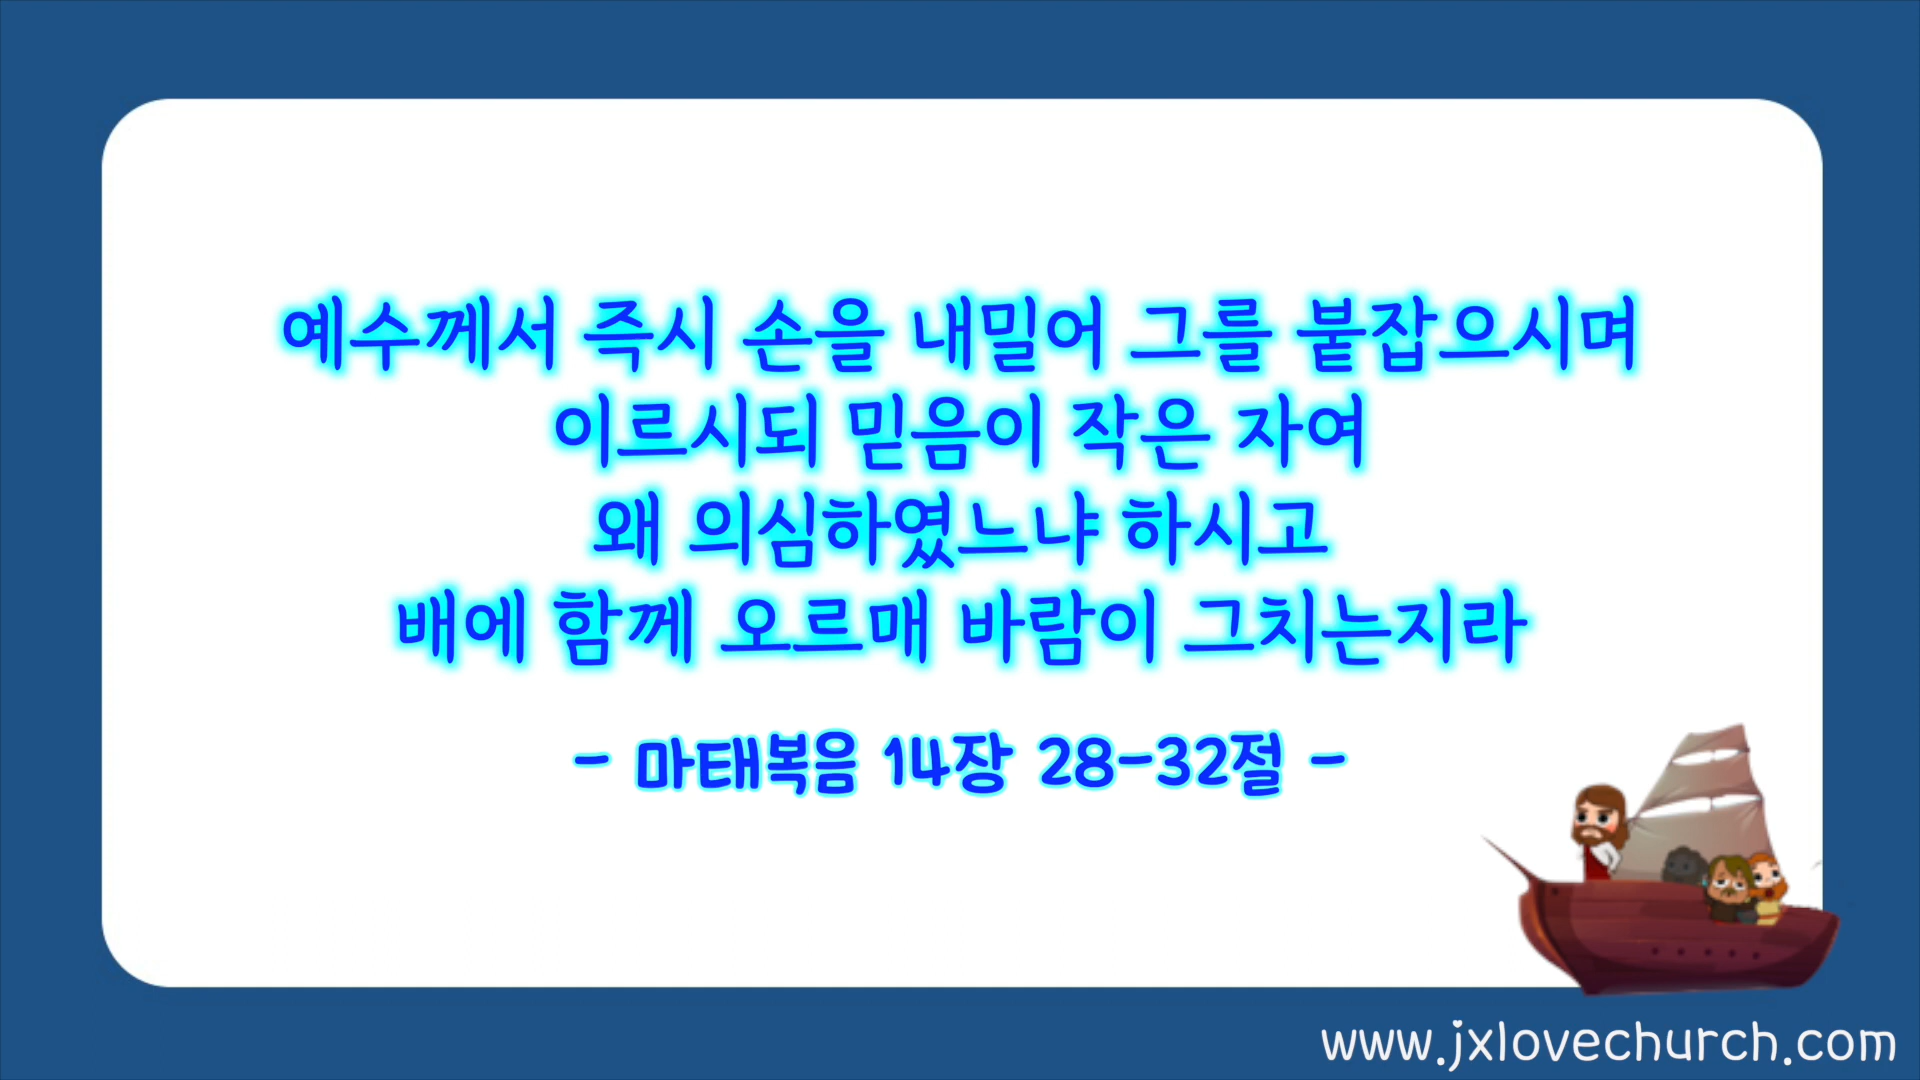 예수께서 즉시 손을 내밀어 그를 붙잡으시며
이르시되 믿음이 작은 자여
왜 의심하였느냐 하시고
배에 함께 오르매 바람이 그치는지라
- 마태복음 14장 28-32절 -
www.jxlovechurch.com